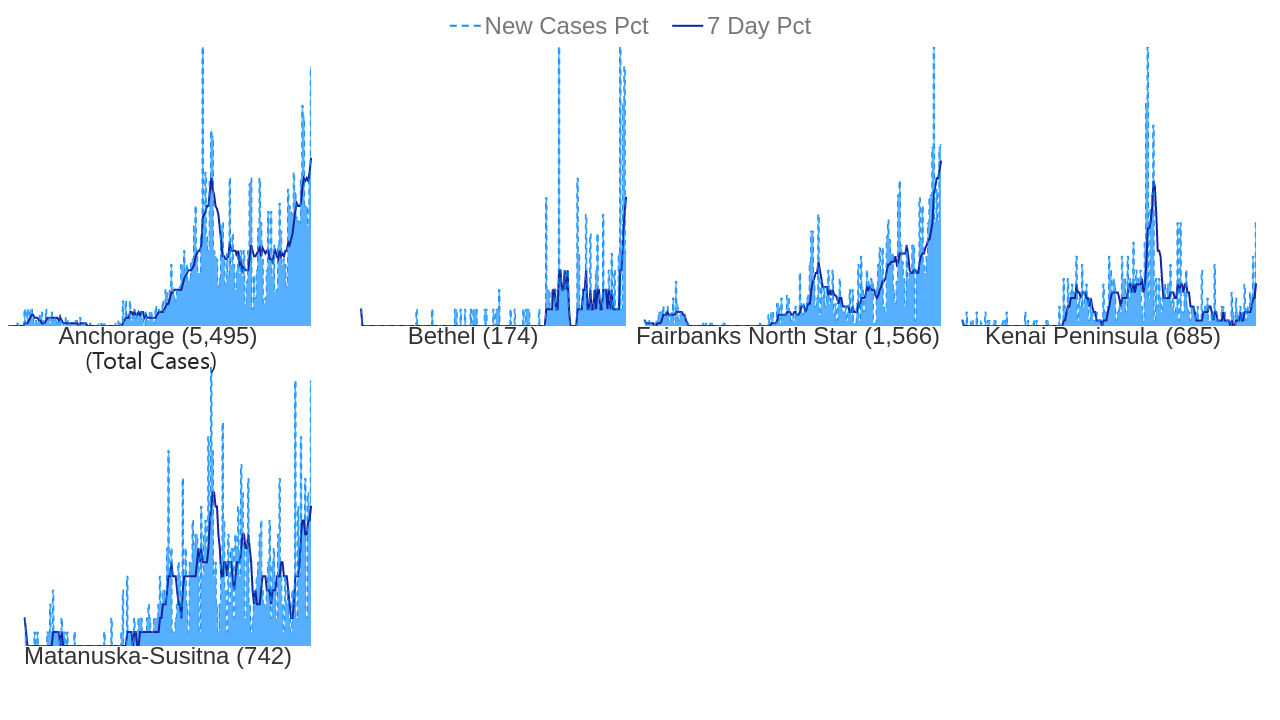 New Cases Pct 7 Day Pct
Anchorage (5,495)
(Total Cases)
Bethel (174)
Fairbanks North Star (1,566)
Kenai Peninsula (685)
Matanuska-Susitna (742)